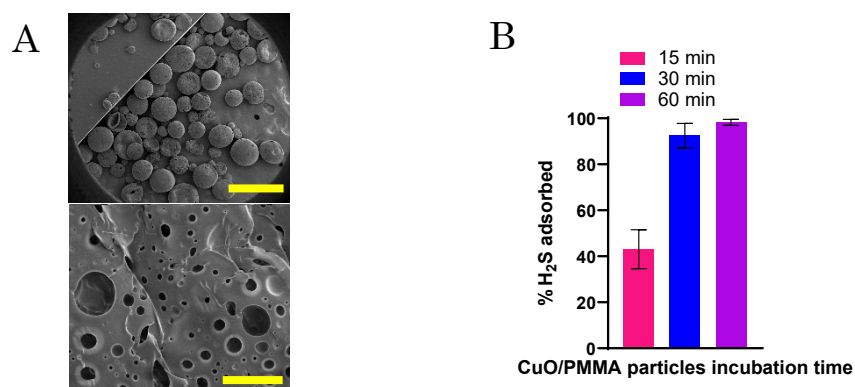 A
B
15 min
30 min
60 min
100
80
60
40
20
0
% H₂S adsorbed
CuO/PMMA particles incubation time